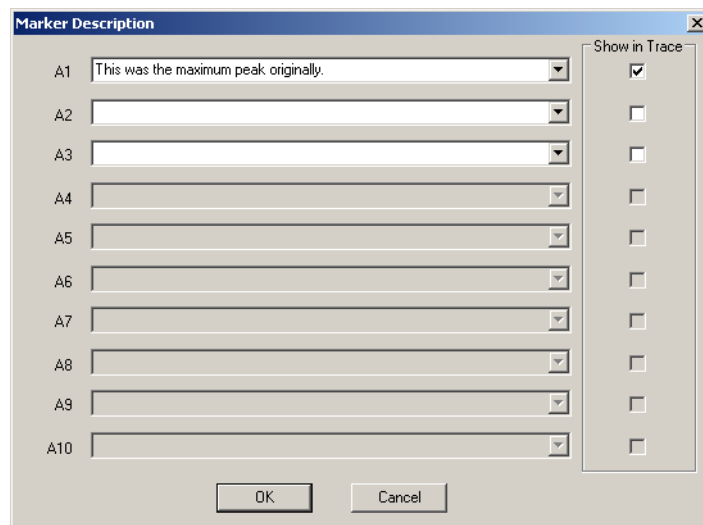 Marker Description
Show in Trace
A1 This was the maximum peak originally.
A2
A3
A4
A5
A6
A7
A8
A9
A10
OK Cancel